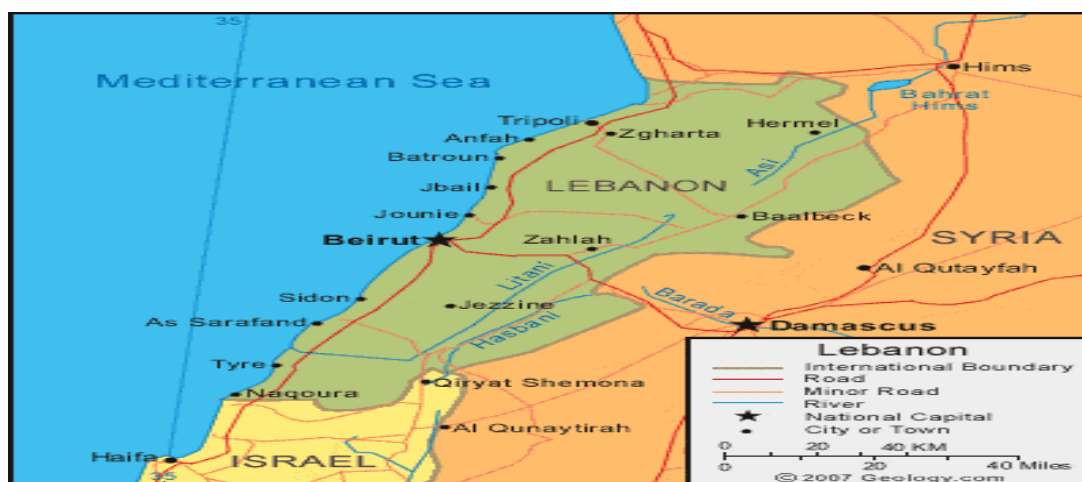 35
Mediterranean Sea
Hims
Bahrat
Hims
Tripoli
Zgharta
Hermel
Anfah
Batroun
Asi
Jbail
LEBANON
Jounie
Baalbeck
Beirut
Zahlah
SYRIA
Litani
Al Qutayfah
Sidon
Jezzine
Barada
As Sarafand
Hasbani
Damascus
Tyre
Qiryat Shemona
Naqoura
Al Qunaytirah
Haifa
ISRAEL
35
Lebanon
International Boundary
Road
Minor Road
River
National Capital
City or Town
0 20 40 KM
0 20 40 Miles
© 2007 Geology.com